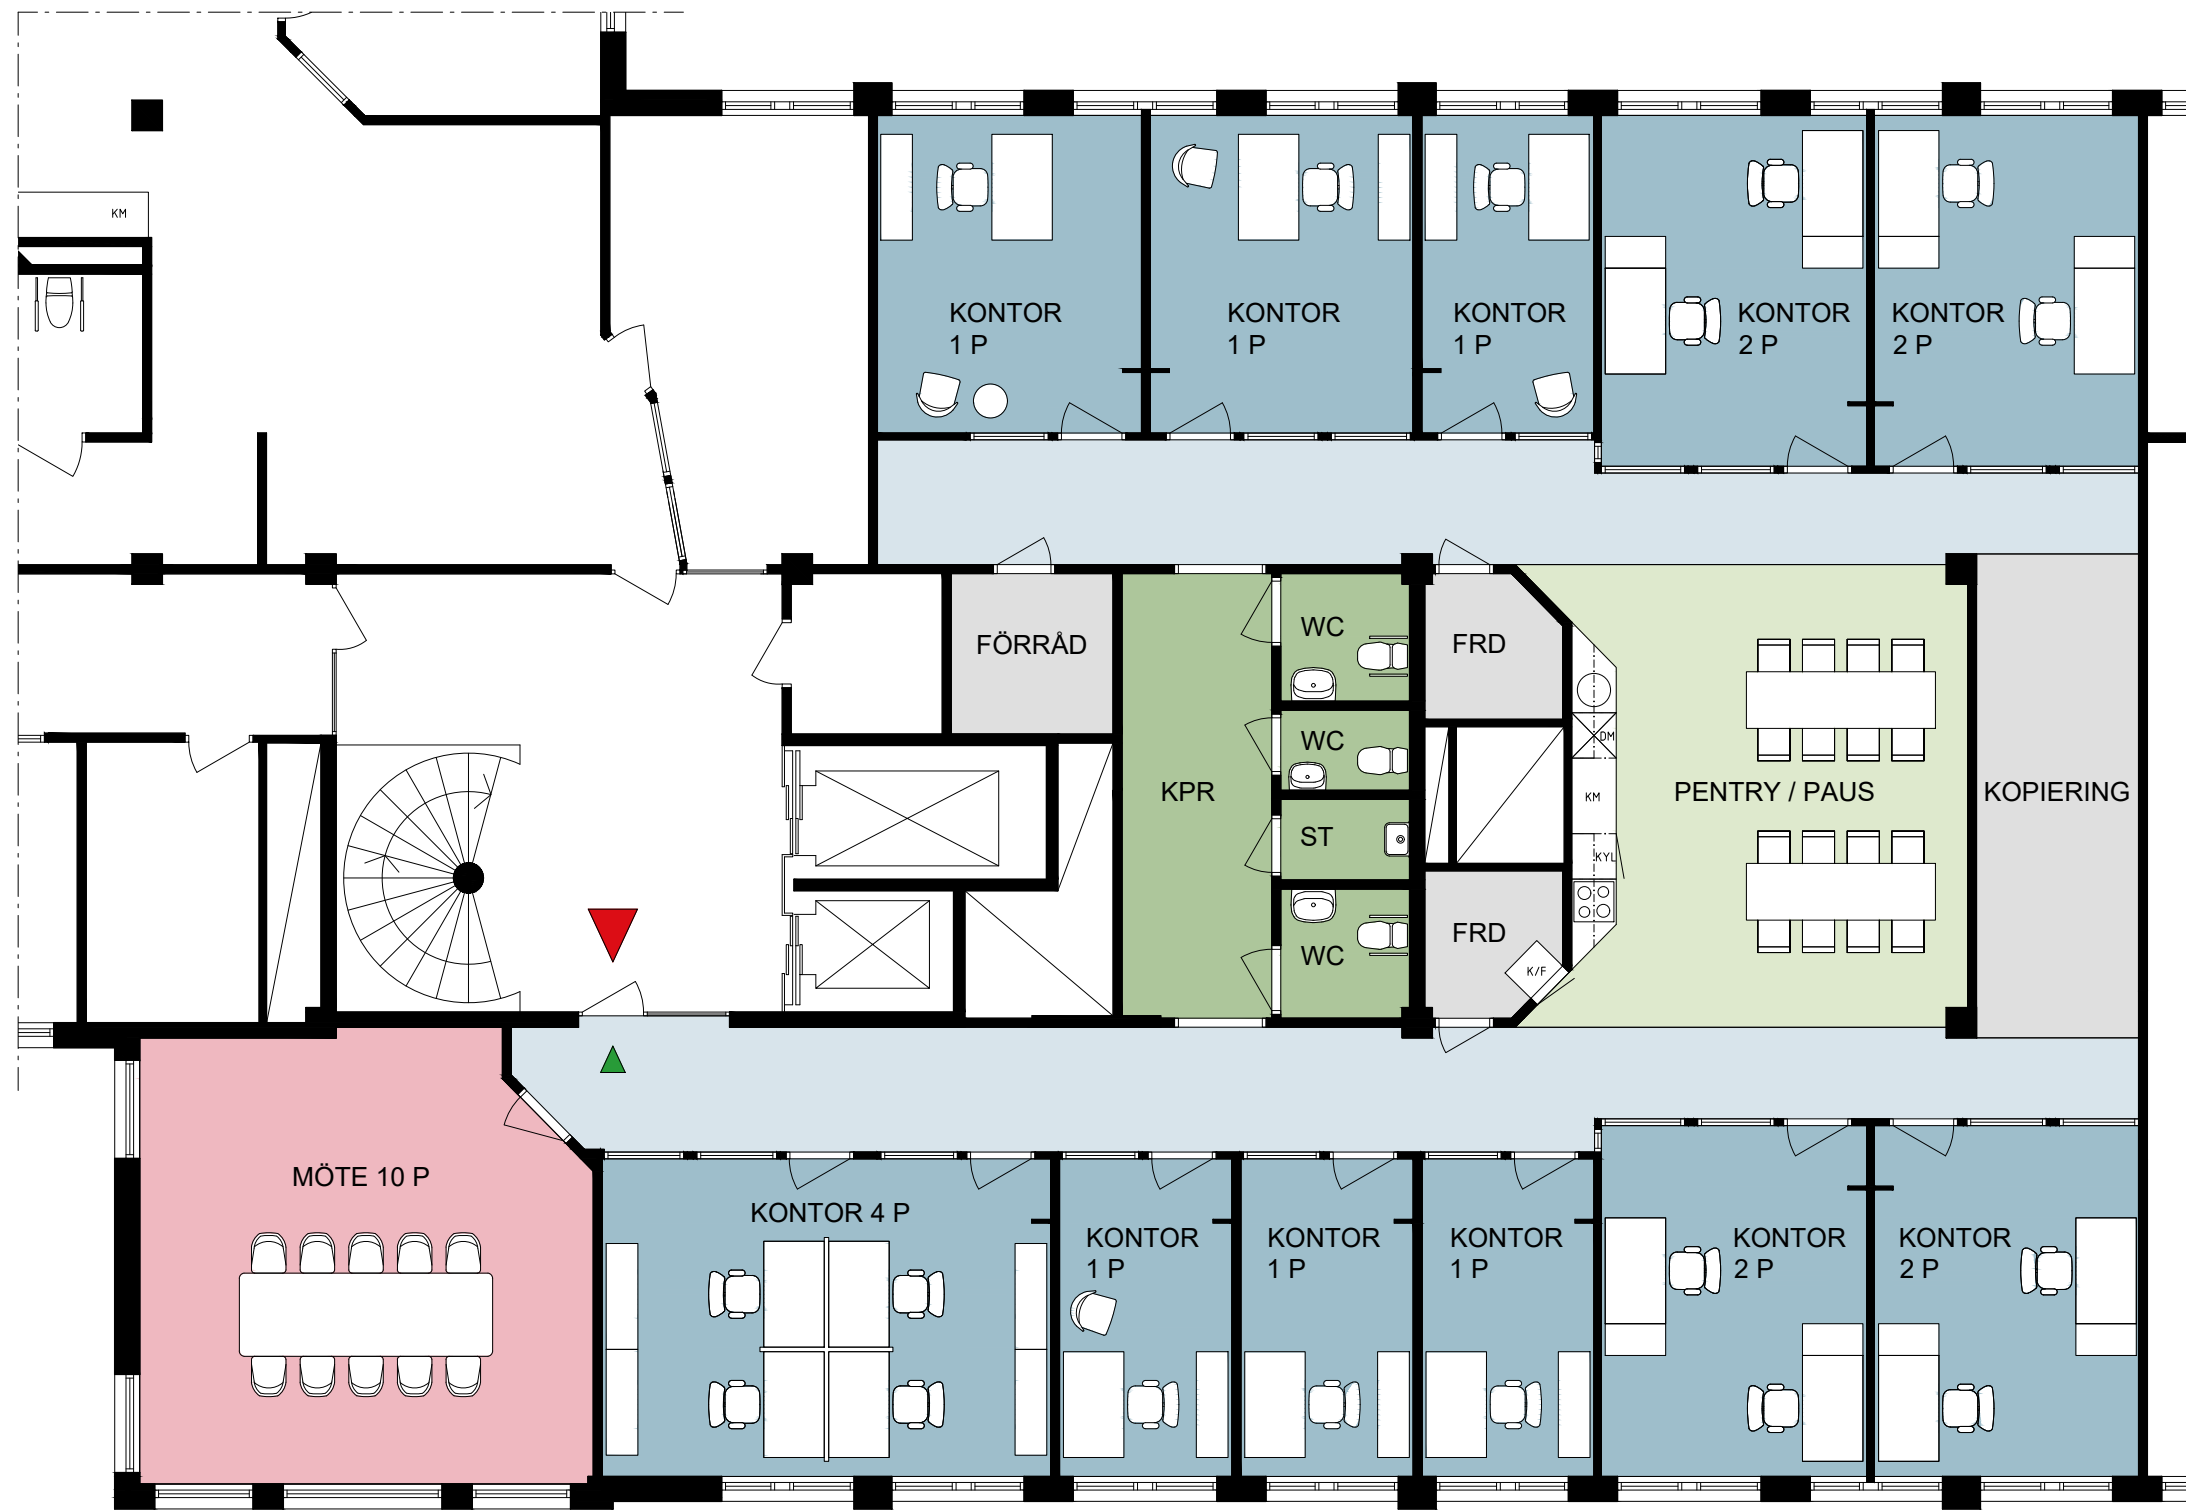 KM
KONTOR
1 P
KONTOR
1 P
KONTOR
1 P
KONTOR
2 P
KONTOR
2 P
FÖRRÅD
WC
FRD
DM
WC
KPR
KM
PENTRY / PAUS
KOPIERING
ST
KYL
FRD
WC
K/F
MÖTE 10 P
KONTOR 4 P
KONTOR
1 P
KONTOR
1 P
KONTOR
1 P
KONTOR
2 P
KONTOR
2 P